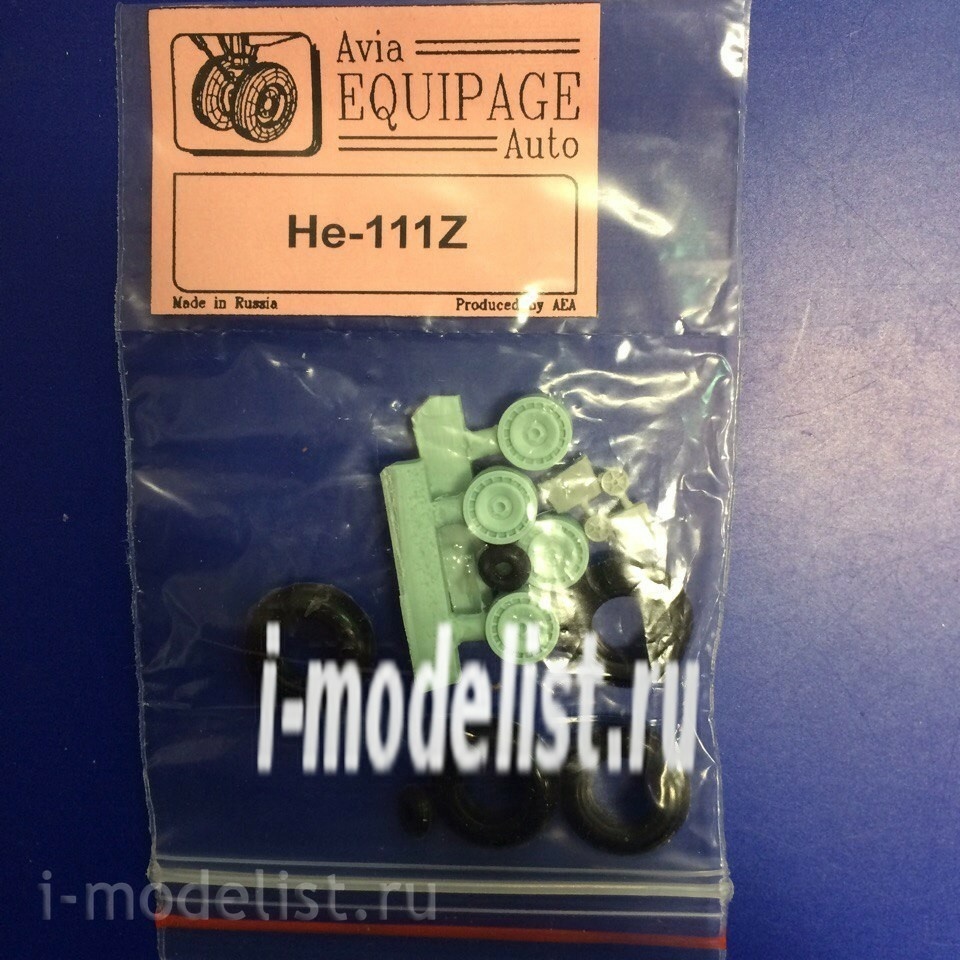 Avia
EQUIPAGE
Auto
He-111Z
Made in Russia
Produced by AEA
i-modelist.ru
i-modelist.ru